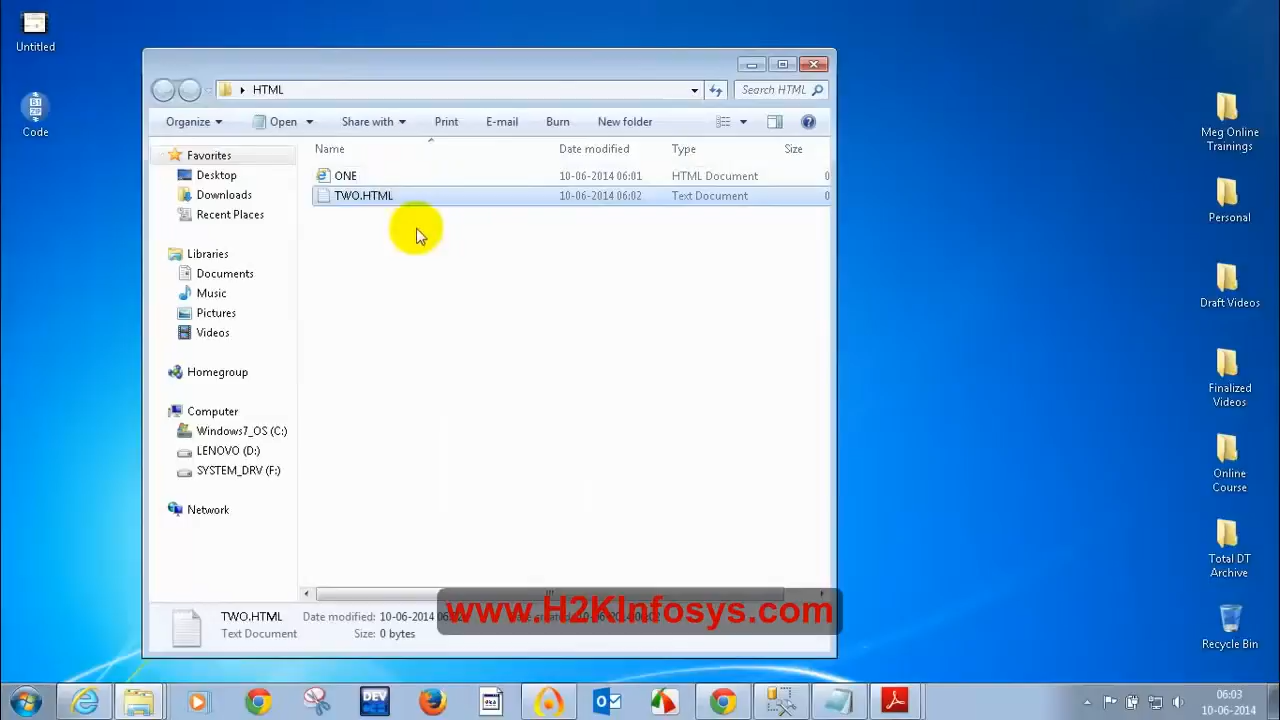 Untitled
Code
HTML
Search HTML
Organize
Open
Share with
Print
E-mail
Burn
New folder
Name
Date modified
Type
Size
ONE
10-06-2014 06:01
HTML Document
0
TWO.HTML
10-06-2014 06:02
Text Document
0
Favorites
Desktop
Downloads
Recent Places
Libraries
Documents
Music
Pictures
Videos
Homegroup
Computer
Windows7_OS (C:)
LENOVO (D:)
SYSTEM_DRV (F:)
Network
TWO.HTML
Date modified: 10-06-2014
Text Document
Size: 0 bytes
www.H2KInfosys.com
Meg Online
Trainings
Personal
Draft Videos
Finalized
Videos
Online
Course
Total DT
Archive
Recycle Bin
DEV
06:03
10-06-2014